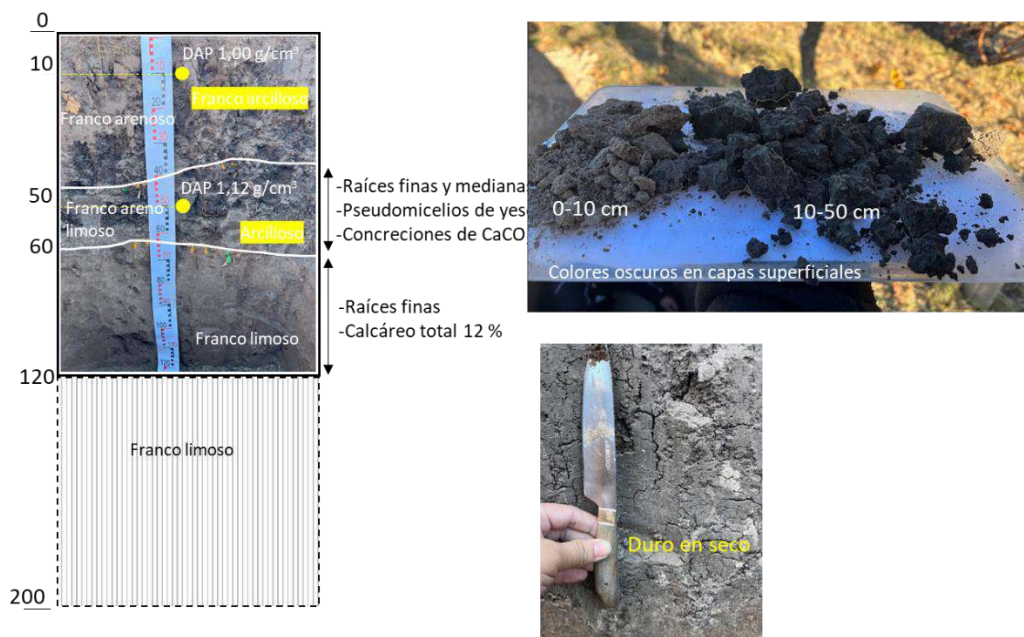 0
10
50
60
120
200
DAP 1,00 g/cm³
Franco arcilloso
Franco arenoso
DAP 1,12 g/cm³
Franco areno
limoso
Arcilloso
Franco limoso
-Raíces finas y mediana
-Pseudomicelios de yes
-Concreciones de CaCO
-Raíces finas
-Calcáreo total 12 %
Franco limoso
0-10 cm
10-50 cm
Colores oscuros en capas superficiales
Duro en seco